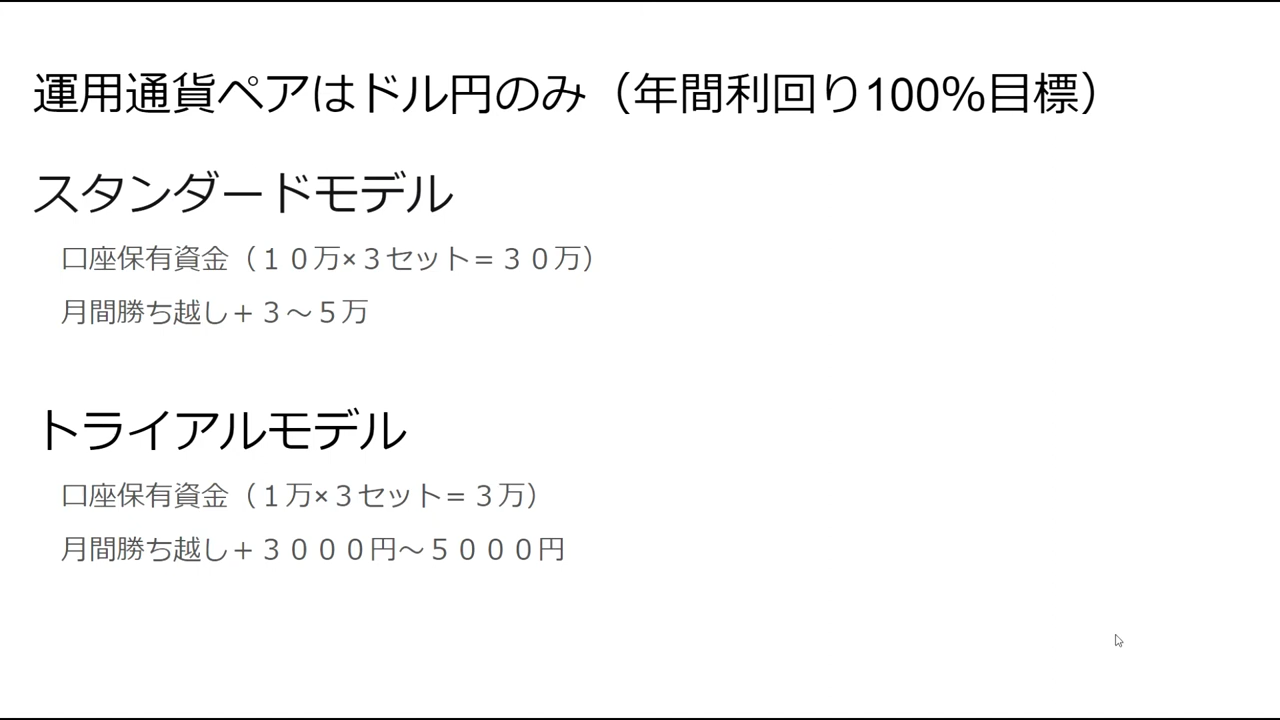 運用通貨ペアはドル円のみ（年間利回り100%目標）
スタンダードモデル
口座保有資金（１０万×３セット＝３０万）
月間勝ち越し＋３～５万
トライアルモデル
口座保有資金（１万×３セット＝３万）
月間勝ち越し＋３０００円～５０００円